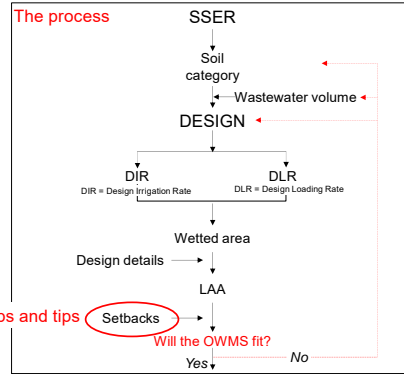 The process
SSER
Soil
category
Wastewater volume
DESIGN
DIR
DIR = Design Irrigation Rate
DLR
DLR = Design Loading Rate
Wetted area
Design details
LAA
and tips
Setbacks
Will the OWMS fit?
Yes
No